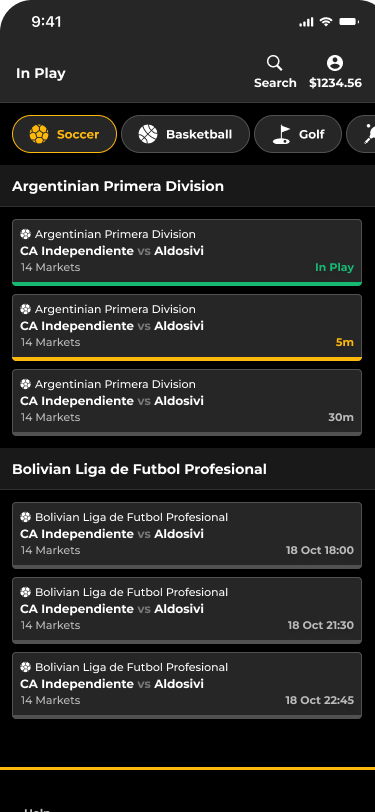 9:41
In Play
Search
$1234.56
Soccer
Basketball
Golf
Argentinian Primera Division
Argentinian Primera Division
CA Independiente vs Aldosivi
14 Markets
In Play
Argentinian Primera Division
CA Independiente vs Aldosivi
14 Markets
5m
Argentinian Primera Division
CA Independiente vs Aldosivi
14 Markets
30m
Bolivian Liga de Futbol Profesional
Bolivian Liga de Futbol Profesional
CA Independiente vs Aldosivi
14 Markets
18 Oct 18:00
Bolivian Liga de Futbol Profesional
CA Independiente vs Aldosivi
14 Markets
18 Oct 21:30
Bolivian Liga de Futbol Profesional
CA Independiente vs Aldosivi
14 Markets
18 Oct 22:45